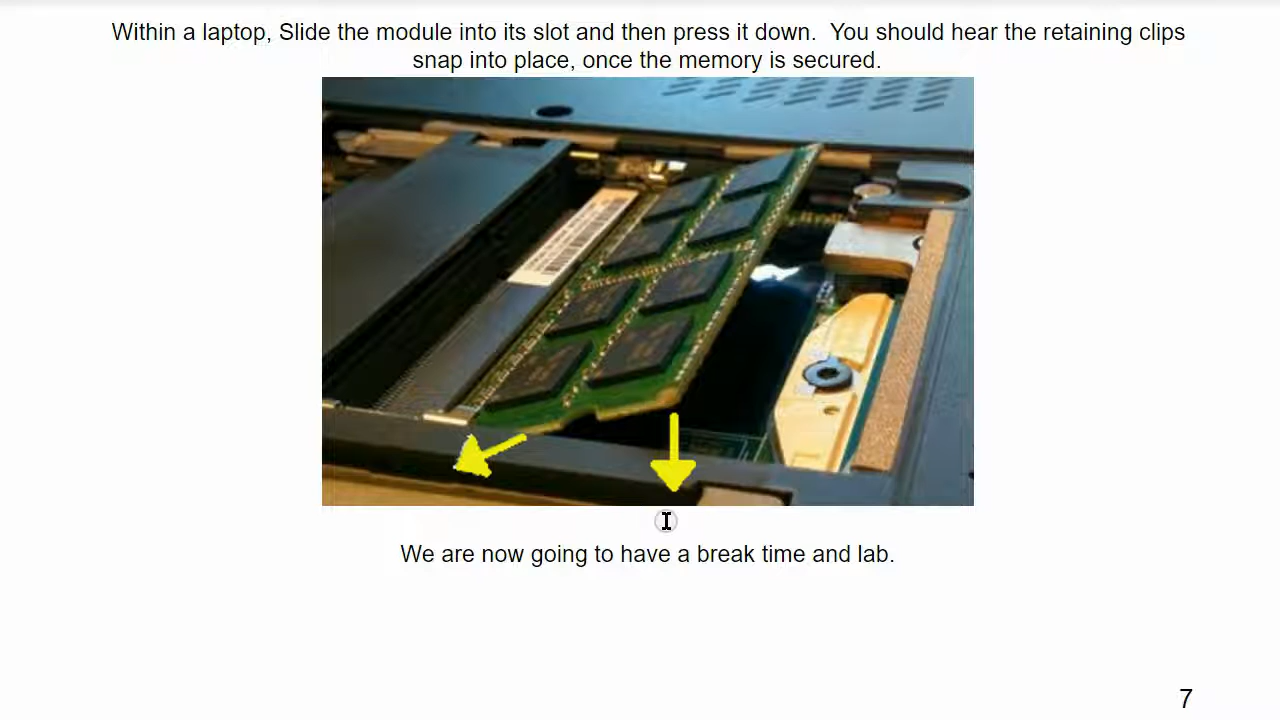 Within a laptop, Slide the module into its slot and then press it down.  You should hear the retaining clips
snap into place, once the memory is secured.
We are now going to have a break time and lab.
7